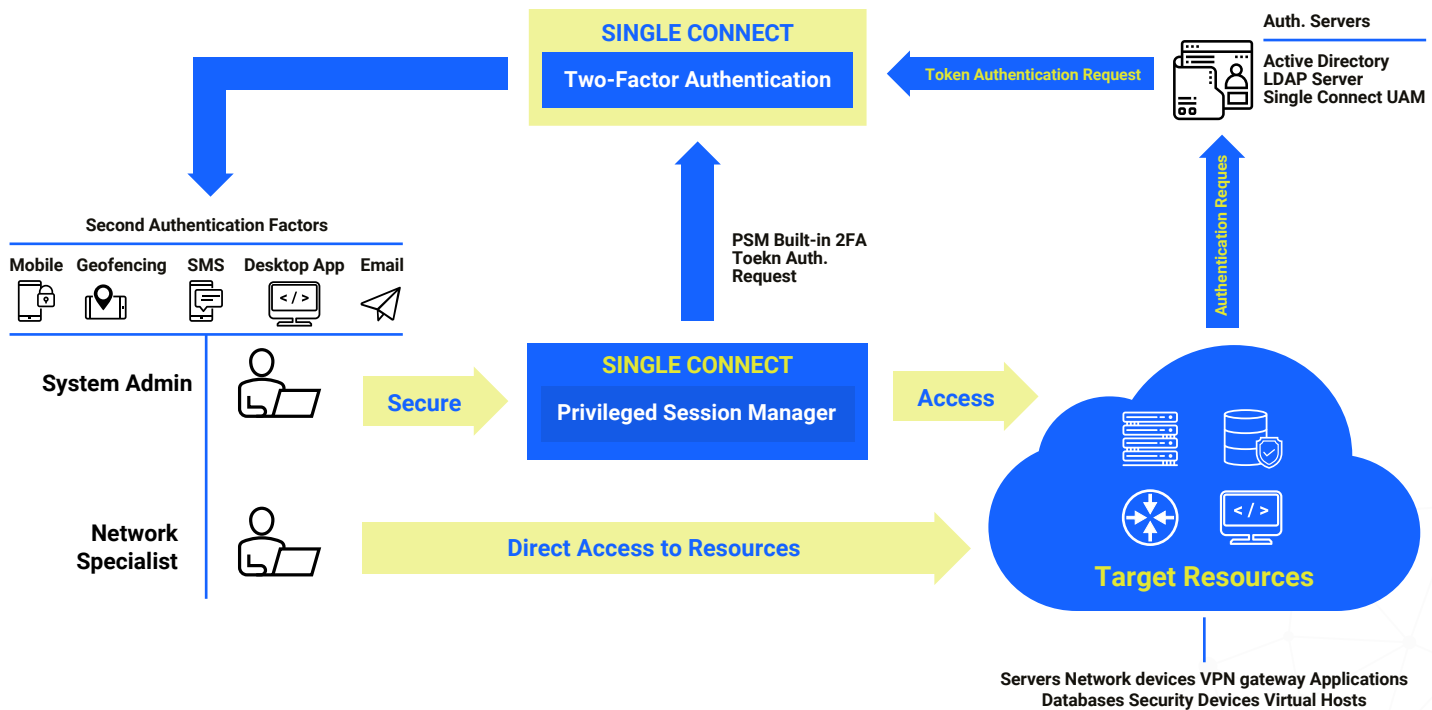 SINGLE CONNECT
Two-Factor Authentication
Token Authentication Request
Auth. Servers
Active Directory
LDAP Server
Single Connect UAM
Authentication Reques
Second Authentication Factors
Mobile
Geofencing
SMS
Desktop App
Email
</>
PSM Built-in 2FA
Toekn Auth.
Request
System Admin
Secure
SINGLE CONNECT
Privileged Session Manager
Access
Network
Specialist
Direct Access to Resources
</>
Target Resources
Servers Network devices VPN gateway Applications
Databases Security Devices Virtual Hosts